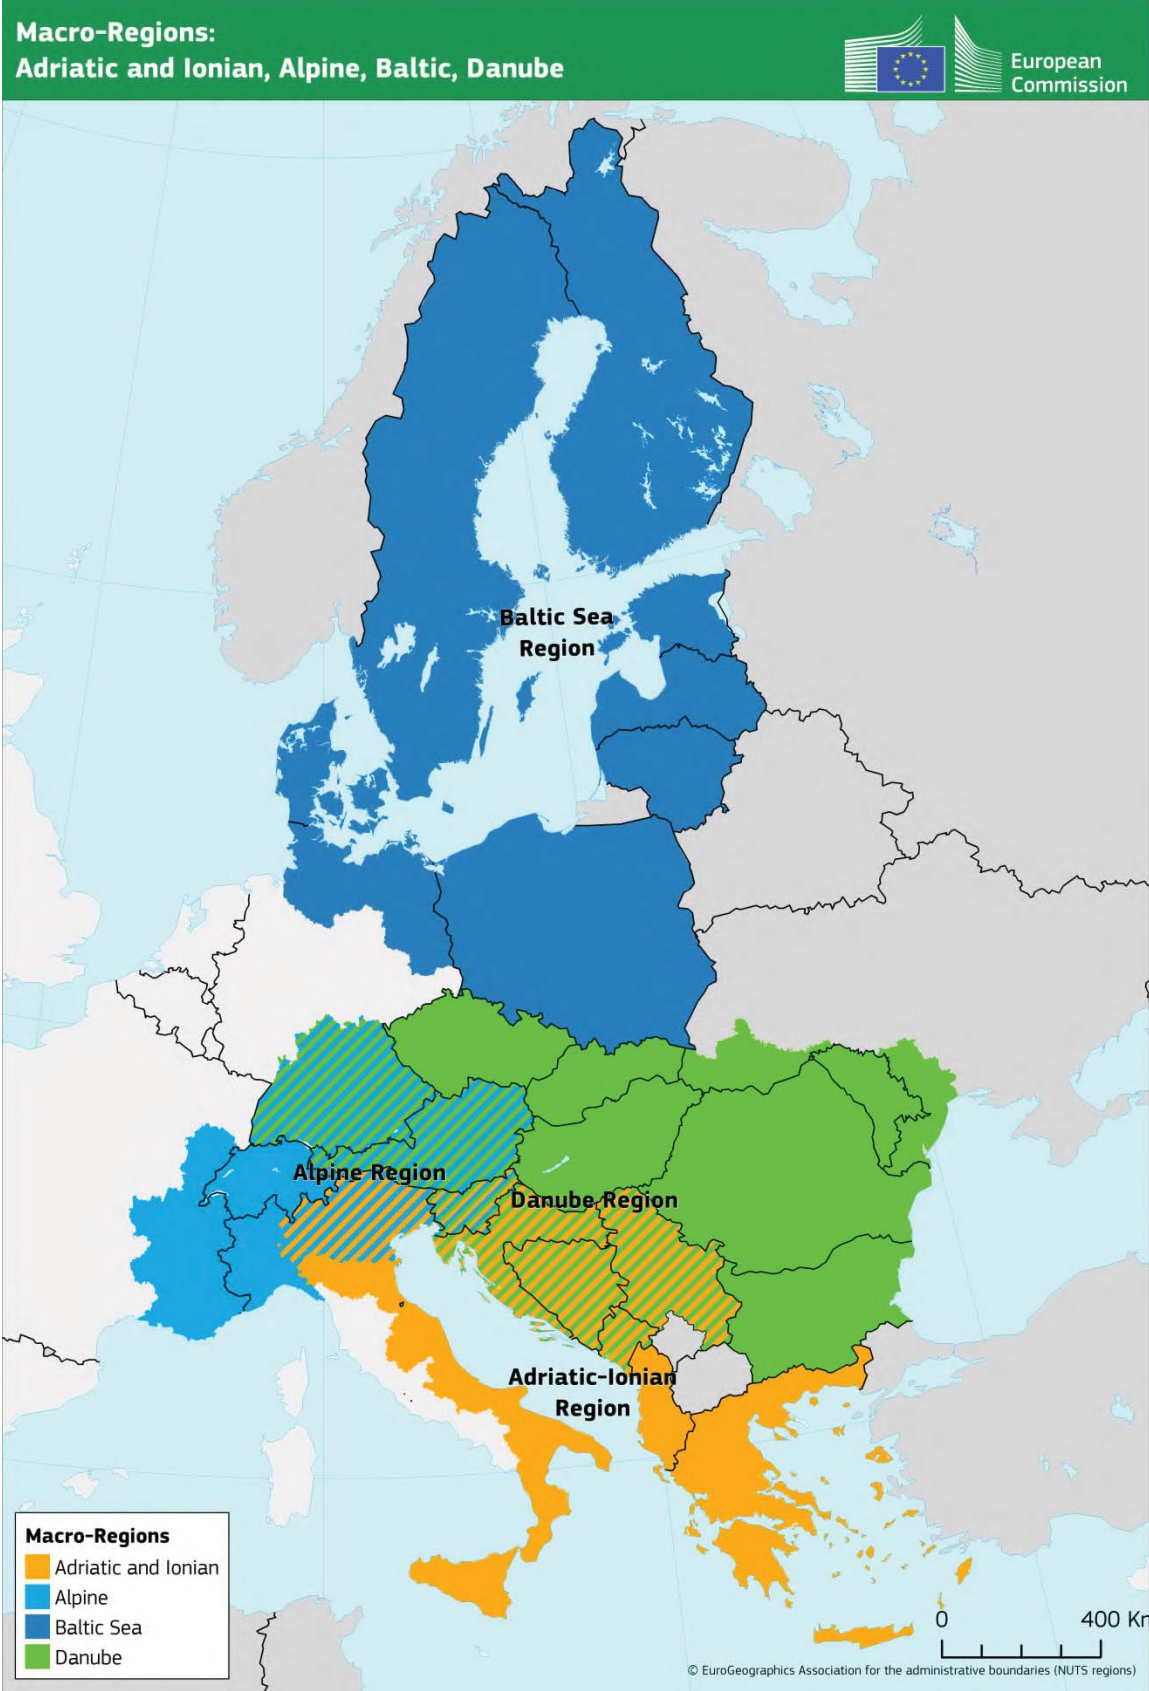 Macro-Regions:
Adriatic and Ionian, Alpine, Baltic, Danube
European
Commission
Baltic Sea
Region
Alpine Region
Danube Region
Adriatic-Ionian
Region
Macro-Regions
Adriatic and Ionian
Alpine
Baltic Sea
Danube
0 400 Km
© EuroGeographics Association for the administrative boundaries (NUTS regions)